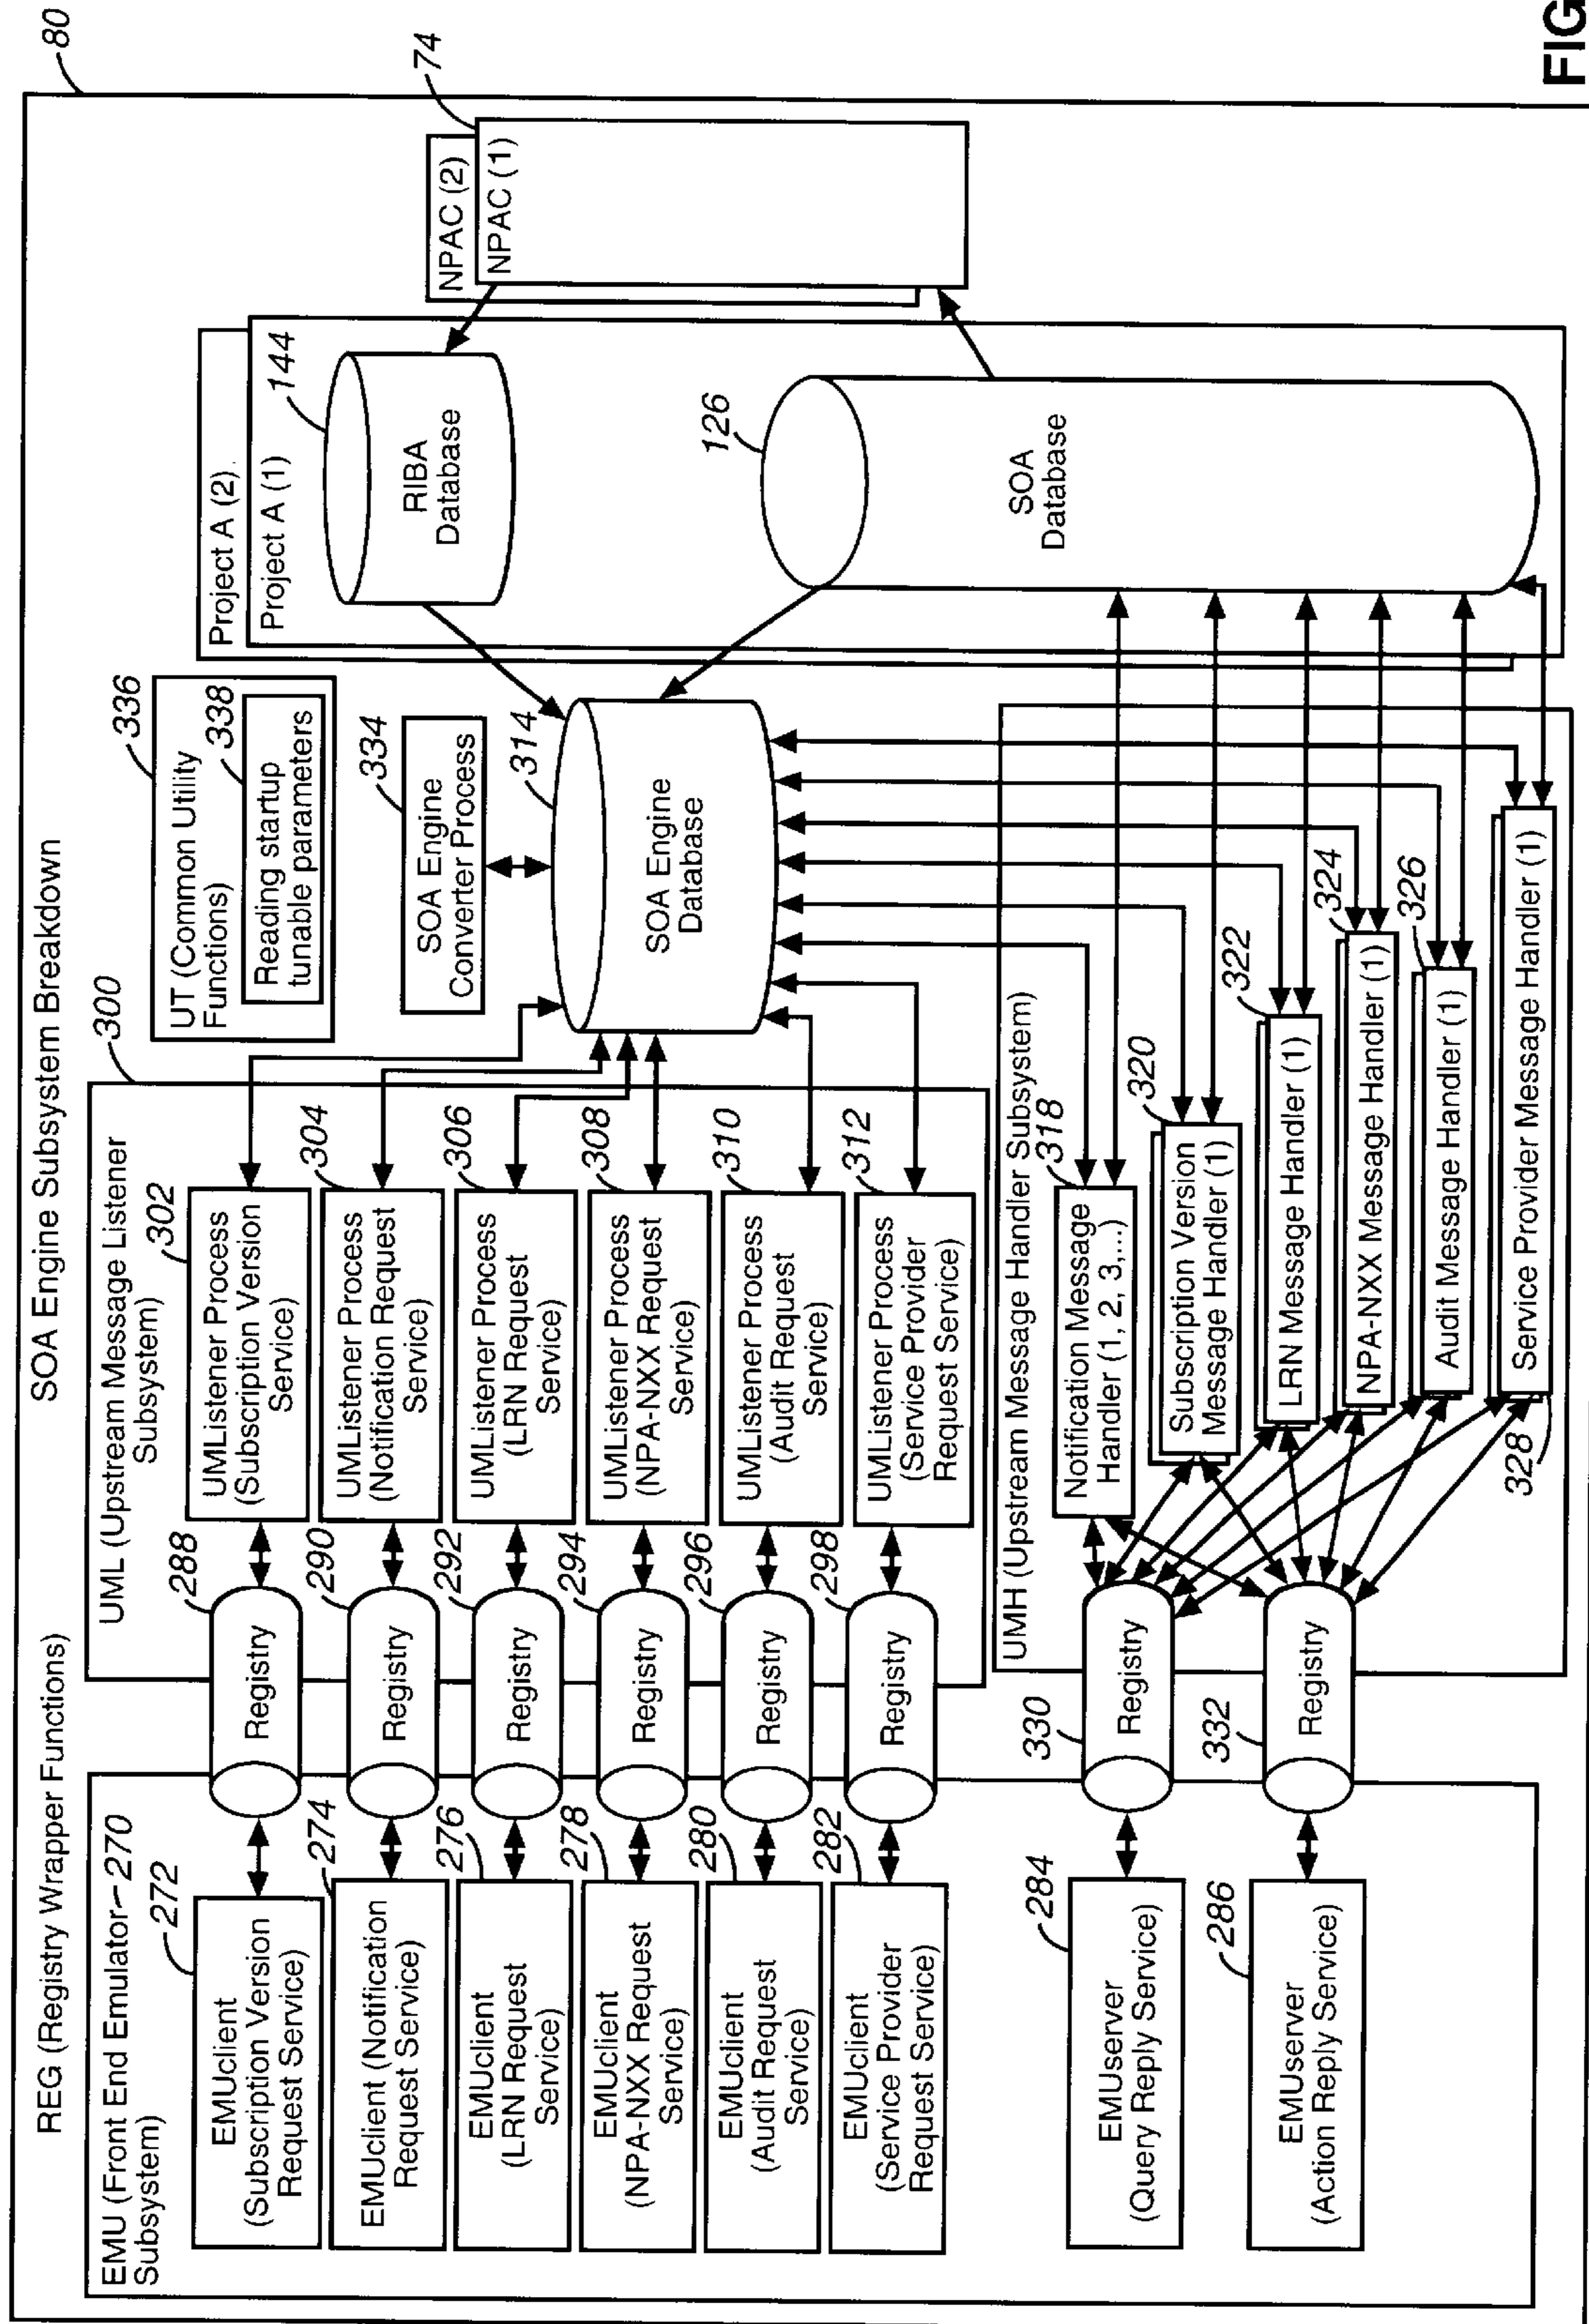 SOA Engine Subsystem Breakdown
80
REG (Registry Wrapper Functions)
EMU (Front End Emulator
Subsystem)
270
272
EMUclient
(Subscription Version
Request Service)
274
EMUclient (Notification
Request Service)
276
EMUclient
(LRN Request
Service)
278
EMUclient
(NPA-NXX Request
Service)
280
EMUclient
(Audit Request
Service)
282
EMUclient
(Service Provider
Request Service)
284
EMUserver
(Query Reply Service)
286
EMUserver
(Action Reply Service)
288
Registry
290
Registry
292
Registry
294
Registry
296
Registry
298
Registry
330
Registry
332
Registry
300
UML (Upstream Message Listener
Subsystem)
302
UMListener Process
(Subscription Version
Service)
304
UMListener Process
(Notification Request
Service)
306
UMListener Process
(LRN Request
Service)
308
UMListener Process
(NPA-NXX Request
Service)
310
UMListener Process
(Audit Request
Service)
312
UMListener Process
(Service Provider
Request Service)
UMH (Upstream Message Handler Subsystem)
318
Notification Message
Handler (1, 2, 3,...)
320
Subscription Version
Message Handler (1)
322
LRN Message Handler (1)
324
NPA-NXX Message Handler (1)
326
Audit Message Handler (1)
328
Service Provider Message Handler (1)
336
UT (Common Utility
Functions)
338
Reading startup
tunable parameters
334
SOA Engine
Converter Process
314
SOA Engine
Database
Project A (2)
Project A (1)
144
RIBA
Database
126
SOA
Database
74
NPAC (2)
NPAC (1)
FIG